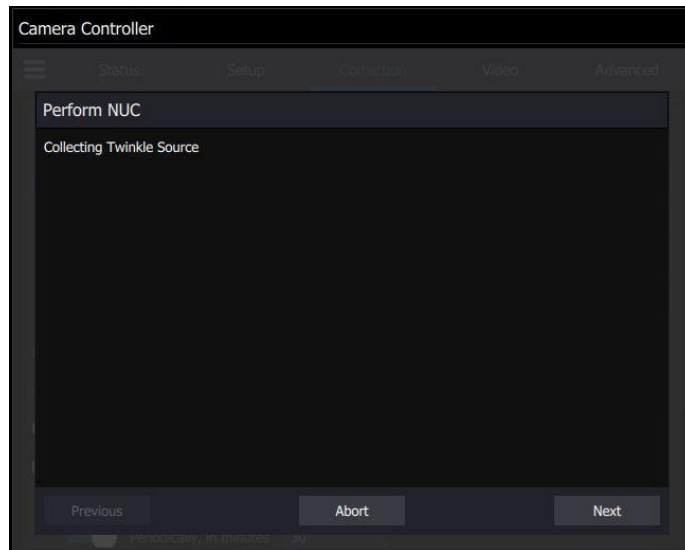 Camera Controller
Status Setup Correction Video Advanced
Perform NUC
Collecting Twinkle Source
Previous Abort Next
Periodically, in minutes 30